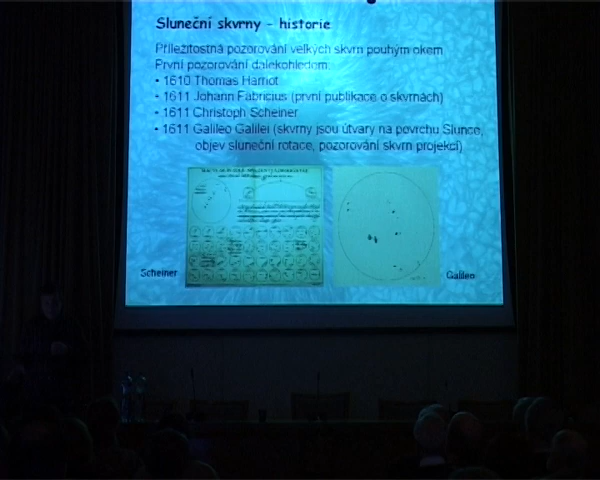 Sluneční skvrny - historie
Příležitostná pozorování velkých skvrn pouhým okem
První pozorování dalekohledem:
• 1610 Thomas Harriot
• 1611 Johann Fabricius (první publikace o skvrnách)
• 1611 Christoph Scheiner
• 1611 Galileo Galilei (skvrny jsou útvary na povrchu Slunce,
objev sluneční rotace, pozorování skvrn projekcí)
Scheiner
Galileo